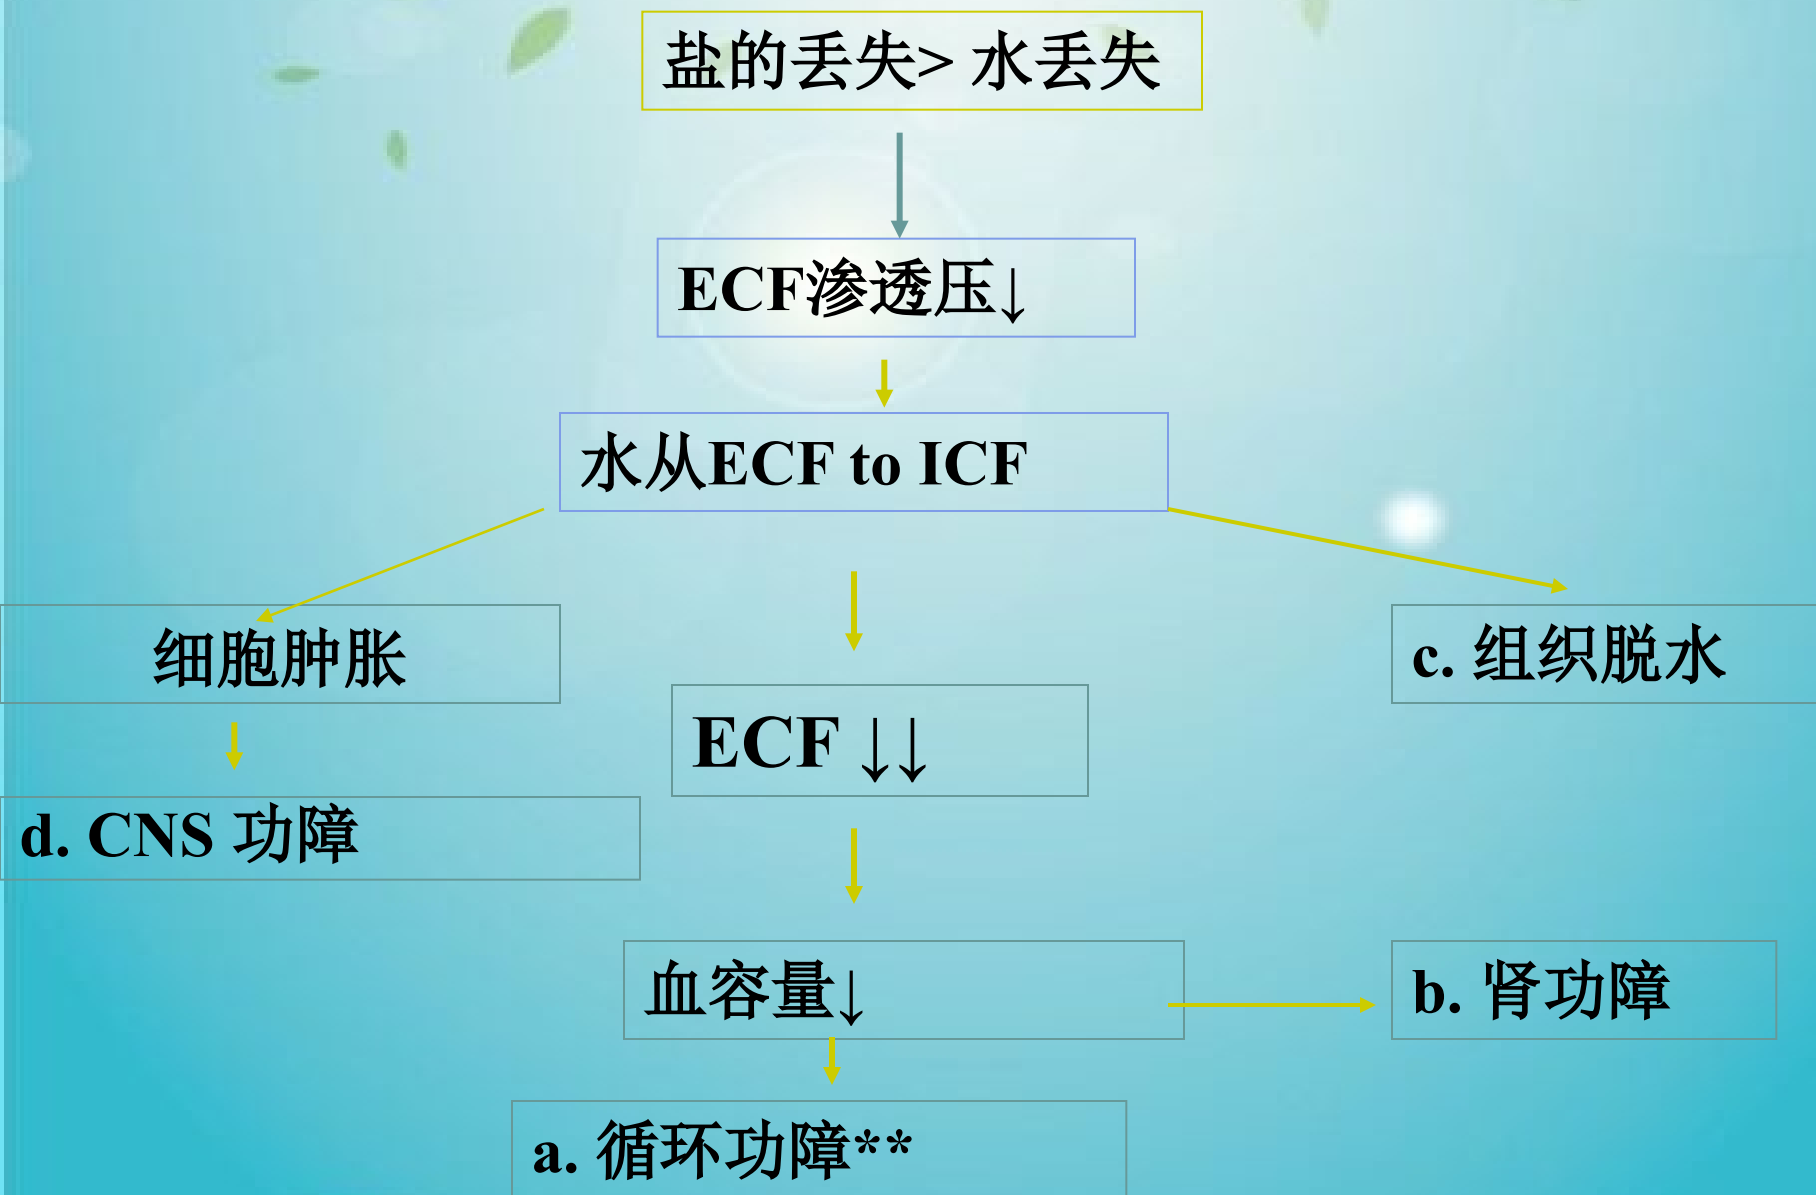 盐的丢失> 水丢失
ECF渗透压↓
水从ECF to ICF
细胞肿胀
c. 组织脱水
ECF ↓↓
d. CNS 功障
血容量↓
b. 肾功障
a. 循环功障**